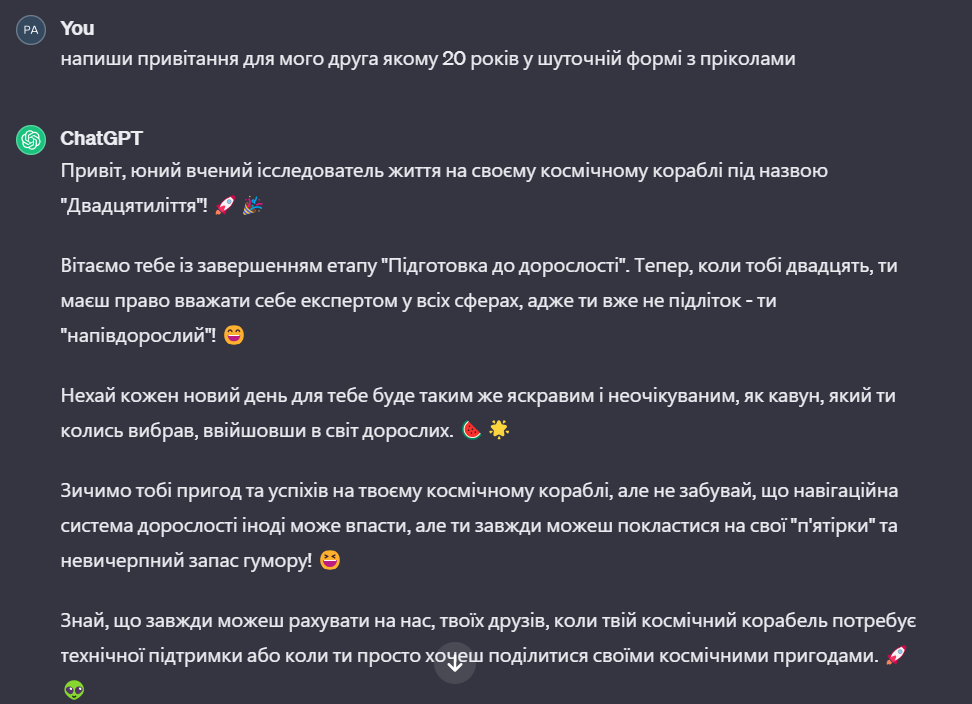 PA
You
напиши привітання для мого друга якому 20 років у шуточній формі з пріколами
ChatGPT
Привіт, юний вчений ісследователь життя на своєму космічному кораблі під назвою
"Двадцятиліття"! 🚀 🎉
Вітаємо тебе із завершенням етапу "Підготовка до дорослості". Тепер, коли тобі двадцять, ти
маєш право вважати себе експертом у всіх сферах, адже ти вже не підліток - ти
"напівдорослий"! 😄
Нехай кожен новий день для тебе буде таким же яскравим і неочікуваним, як кавун, який ти
колись вибрав, ввійшовши в світ дорослих. 🍉 🌟
Зичимо тобі пригод та успіхів на твоєму космічному кораблі, але не забувай, що навігаційна
система дорослості іноді може впасти, але ти завжди можеш покластися на свої "п'ятірки" та
невичерпний запас гумору! 😆
Знай, що завжди можеш рахувати на нас, твоїх друзів, коли твій космічний корабель потребує
технічної підтримки або коли ти просто хочеш поділитися своїми космічними пригодами. 🚀
👽